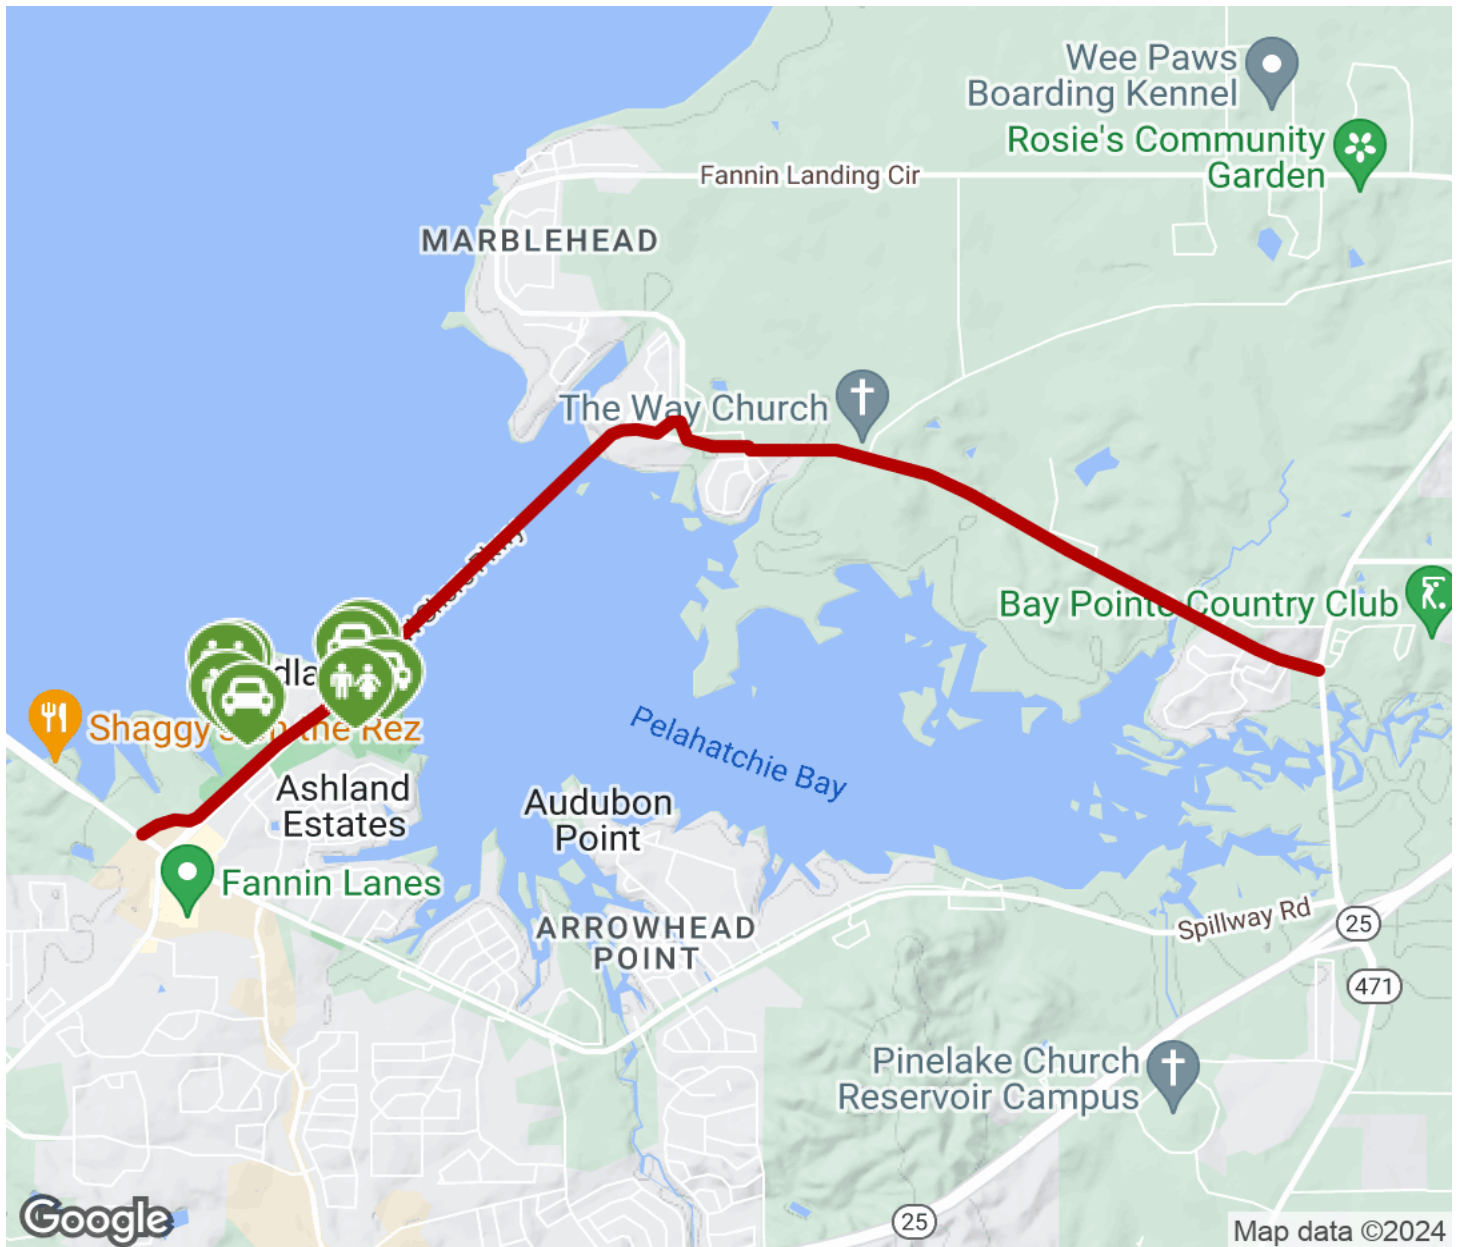 Wee Paws
Boarding Kennel
Rosie's Community
Garden
Fannin Landing Cir
MARBLEHEAD
The Way Church
Bay Pointe Country Club
Shaggy's on the Rez
Pelahatchie Bay
Ashland
Estates
Audubon
Point
Fannin Lanes
ARROWHEAD
POINT
Spillway Rd
25
471
Pinelake Church
Reservoir Campus
25
Google
Map data ©2024